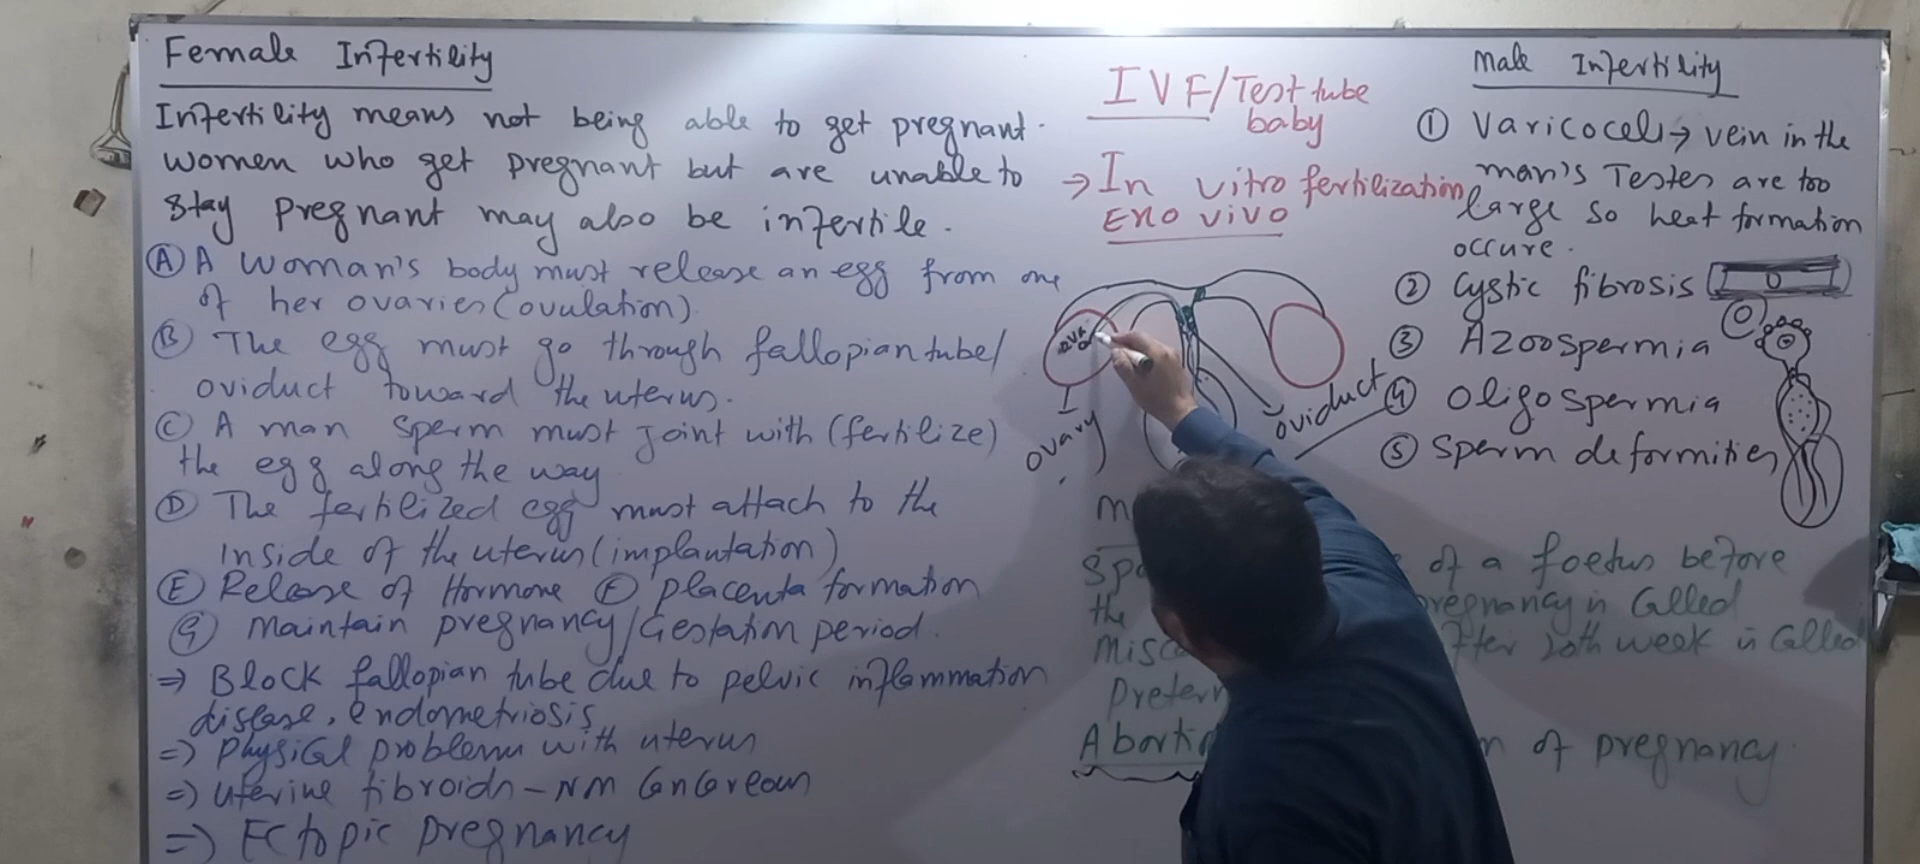 Female Infertility
Infertility means not being able to get pregnant.
women who get pregnant but are unable to
stay pregnant may also be infertile.
Ⓐ A woman's body must release an egg from one
of her ovaries (ovulation)
Ⓑ The egg must go through fallopian tube/
oviduct toward the uterus.
Ⓒ A man sperm must joint with (fertilize)
the egg along the way
Ⓓ The fertilized egg must attach to the
inside of the uterus (implantation)
Ⓔ Release of Hormone Ⓕ placenta formation
Ⓖ Maintain pregnancy/Gestation period.
⇒ Block fallopian tube due to pelvic inflammation
disease, endometriosis
⇒ physical problem with uterus
⇒ uterine fibroids - Non Cancereous
⇒ Ectopic pregnancy
IVF/Test tube
baby
→ In vitro fertilization
Exo vivo
ova
ovary
oviduct
of a foetus before
the pregnancy is Called
after 20th week is Called
of pregnancy.
Male Infertility
① Varicocels → vein in the
man's Testes are too
large so heat formation
occure.
② Cystic fibrosis
③ Azoospermia
④ Oligospermia
⑤ Sperm deformities